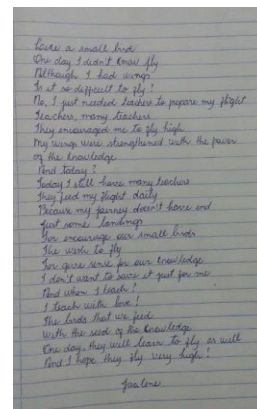 Like a small bird
One day I didn't know fly
Although I had wings
Is it so difficult to fly?
No, I just needed teachers to prepare my flight
Teachers, many teachers
They encouraged me to fly high
My wings were strengthened with the power
of the knowledge
And today?
Today I still have many teachers
They feed my flight daily
Because my journey doesn't have end
Just some landings
For encourage our small birds
The wish to fly
For give sense for our knowledge
I don't want to save it just for me
And when I teach?
I teach with love!
The birds that we feed
with the seed of the knowledge
One day, they will learn to fly as well
And I hope they fly very high!